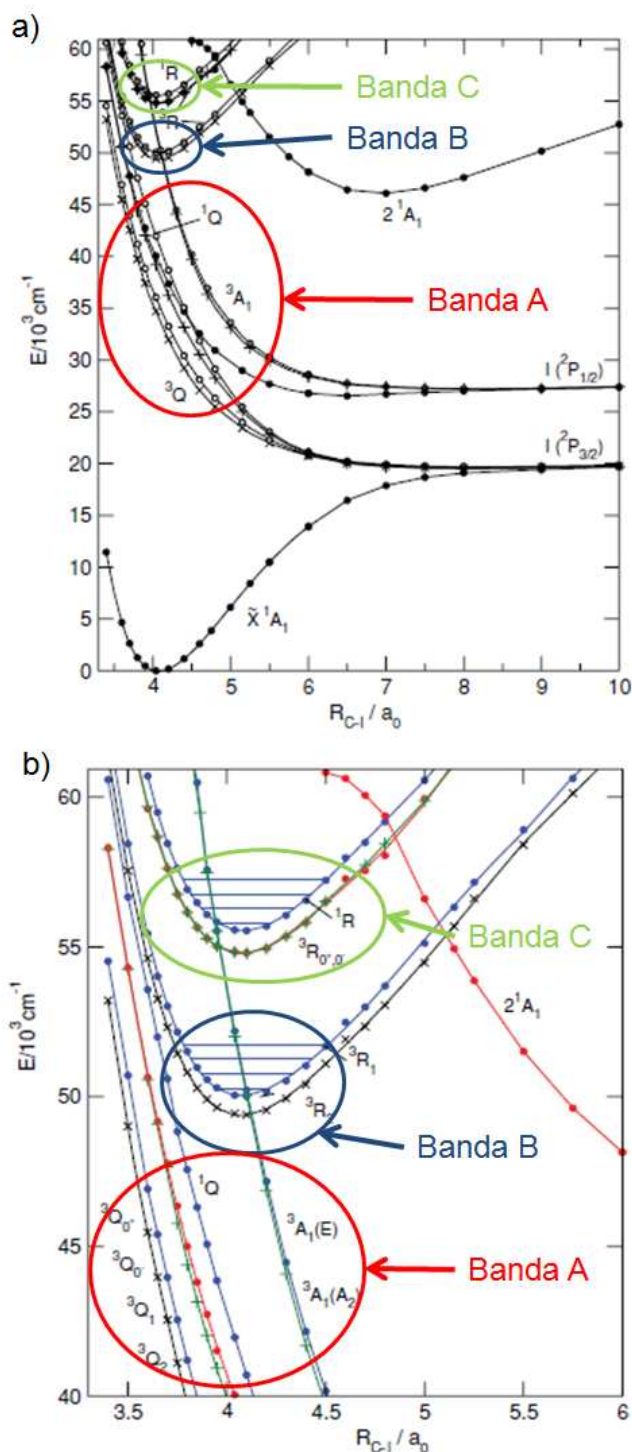 a)
60
55
50
45
40
35
30
25
20
15
10
5
0
E/10³cm⁻¹
¹R
Banda C
³R
Banda B
2 ¹A₁
¹Q
³A₁
Banda A
³Q
I (²P₁/₂)
I (²P₃/₂)
X̃ ¹A₁
4 5 6 7 8 9 10
R_C-I / a₀
b)
60
55
50
45
40
E/10³cm⁻¹
¹R
³R₀⁺,₀⁻
Banda C
2¹A₁
³R₁
³R₂
Banda B
¹Q
³Q₀⁺
³Q₀⁻
³Q₁
³Q₂
³A₁(E)
³A₁(A₂)
Banda A
3.5 4 4.5 5 5.5 6
R_C-I / a₀